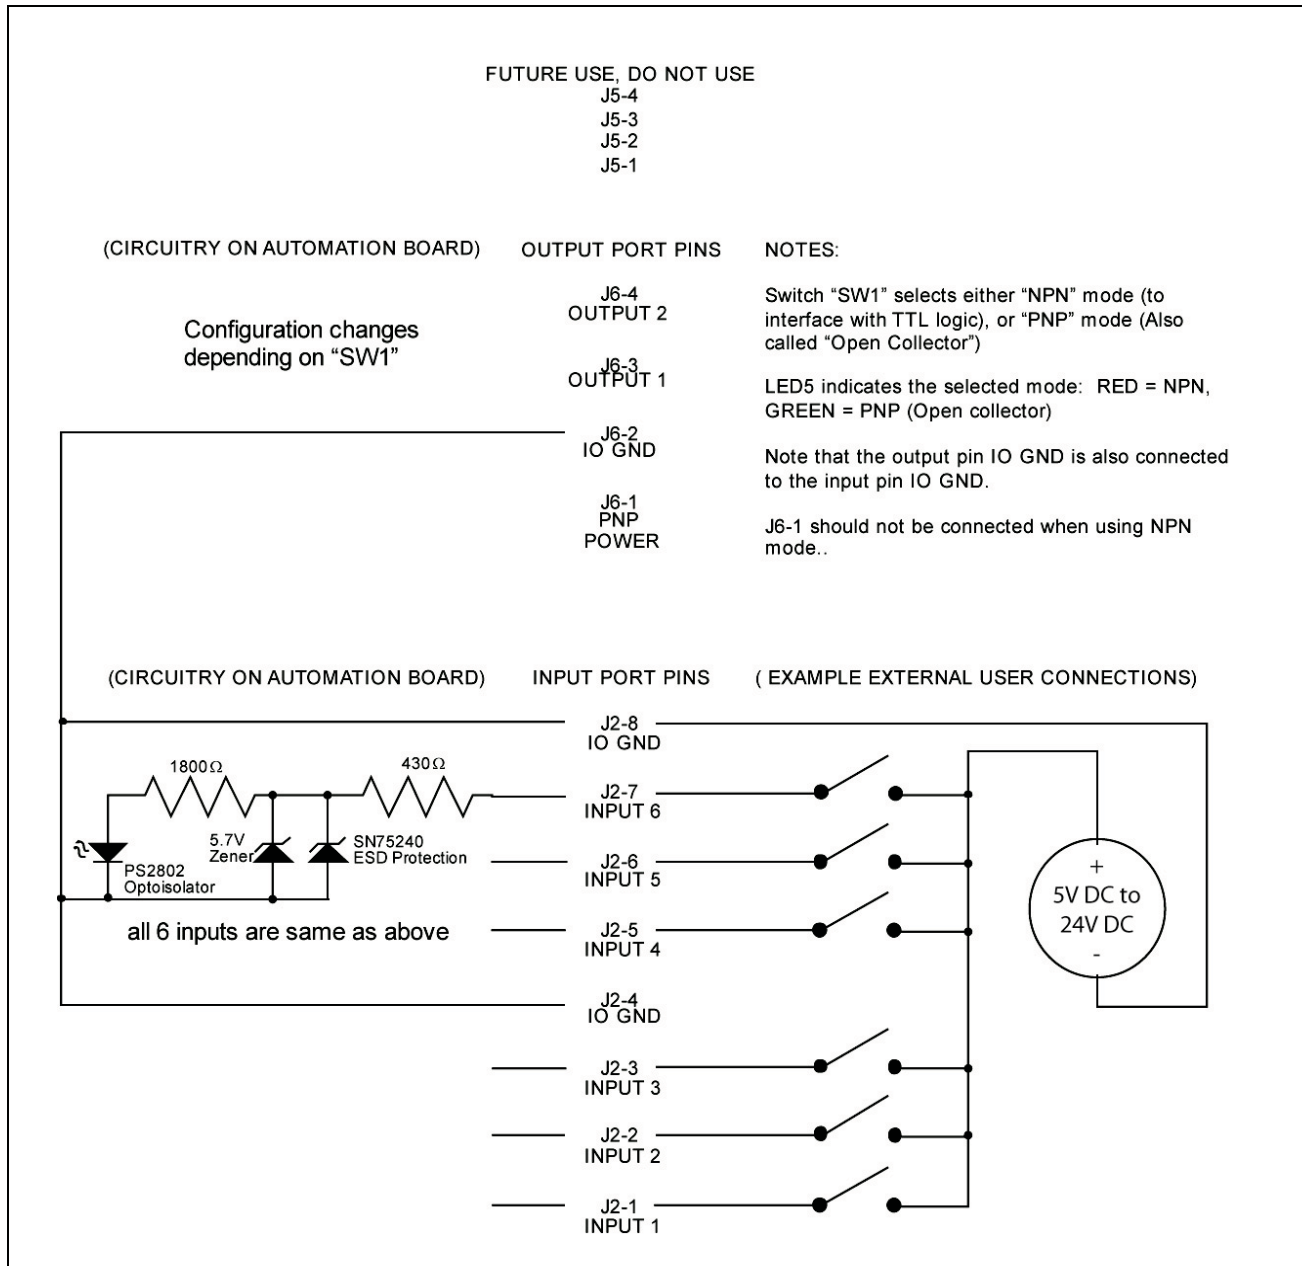 FUTURE USE, DO NOT USE
J5-4
J5-3
J5-2
J5-1
(CIRCUITRY ON AUTOMATION BOARD)
OUTPUT PORT PINS
NOTES:
Configuration changes
depending on “SW1”
J6-4
OUTPUT 2
J6-3
OUTPUT 1
J6-2
IO GND
J6-1
PNP
POWER
Switch “SW1” selects either “NPN” mode (to
interface with TTL logic), or “PNP” mode (Also
called “Open Collector”)
LED5 indicates the selected mode: RED = NPN,
GREEN = PNP (Open collector)
Note that the output pin IO GND is also connected
to the input pin IO GND.
J6-1 should not be connected when using NPN
mode..
(CIRCUITRY ON AUTOMATION BOARD)
INPUT PORT PINS
( EXAMPLE EXTERNAL USER CONNECTIONS)
J2-8
IO GND
1800Ω
430Ω
J2-7
INPUT 6
5.7V
Zener
SN75240
ESD Protection
PS2802
Optoisolator
J2-6
INPUT 5
+
5V DC to
24V DC
-
all 6 inputs are same as above
J2-5
INPUT 4
J2-4
IO GND
J2-3
INPUT 3
J2-2
INPUT 2
J2-1
INPUT 1